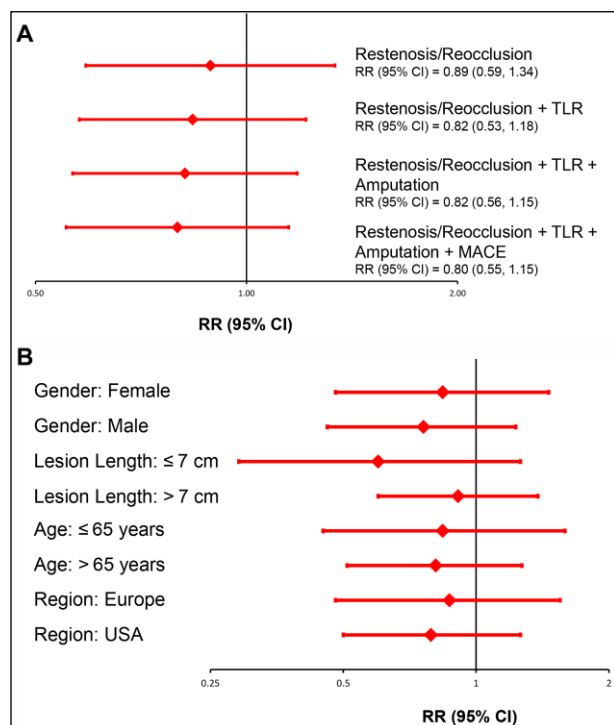 A
Restenosis/Reocclusion
RR (95% CI) = 0.89 (0.59, 1.34)
Restenosis/Reocclusion + TLR
RR (95% CI) = 0.82 (0.53, 1.18)
Restenosis/Reocclusion + TLR +
Amputation
RR (95% CI) = 0.82 (0.56, 1.15)
Restenosis/Reocclusion + TLR +
Amputation + MACE
RR (95% CI) = 0.80 (0.55, 1.15)
0.50 1.00 2.00
RR (95% CI)
B
Gender: Female
Gender: Male
Lesion Length: ≤ 7 cm
Lesion Length: > 7 cm
Age: ≤ 65 years
Age: > 65 years
Region: Europe
Region: USA
0.25 0.5 1 2
RR (95% CI)